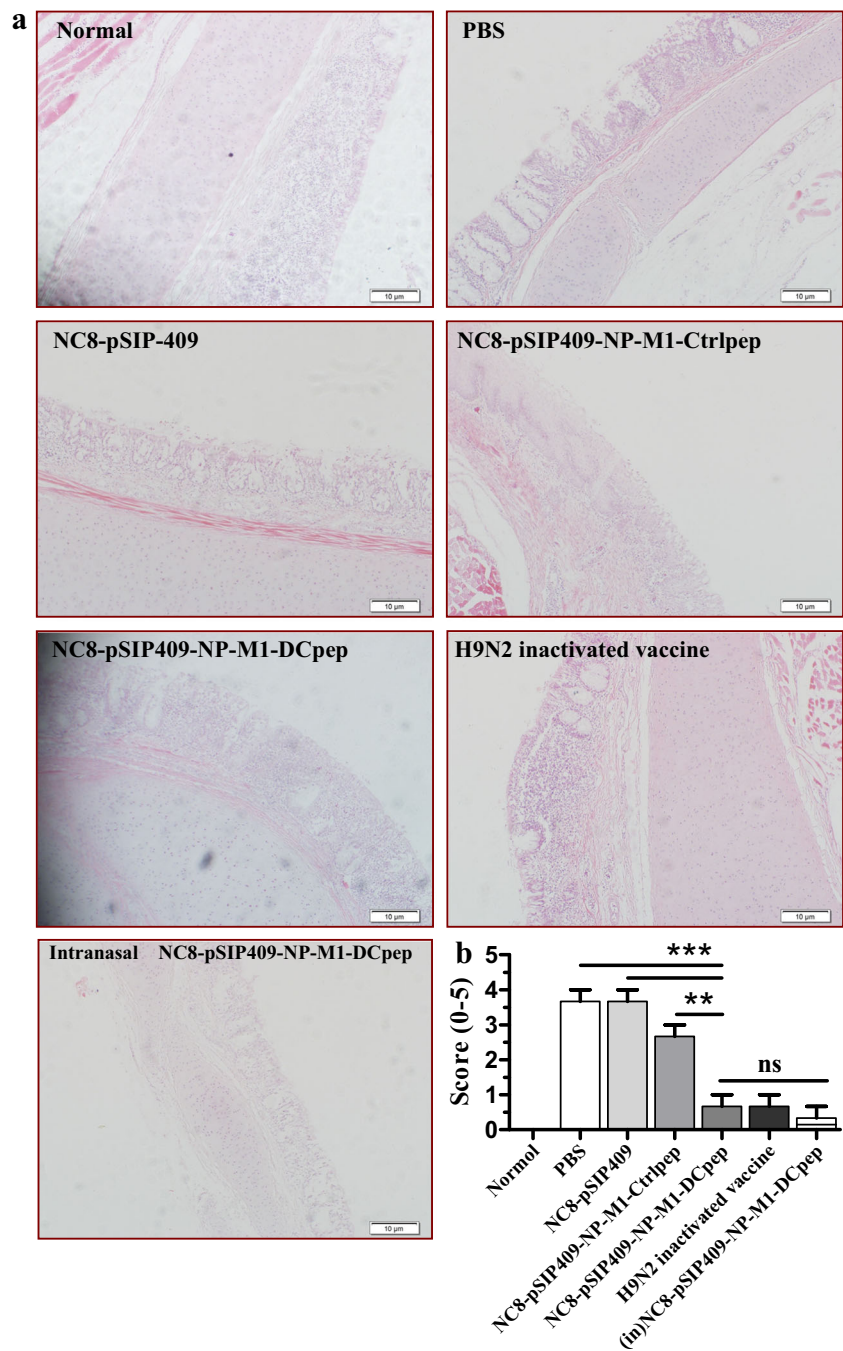 a
Normal
PBS
10 µm
10 µm
NC8-pSIP-409
NC8-pSIP409-NP-M1-Ctrlpep
10 µm
10 µm
NC8-pSIP409-NP-M1-DCpep
H9N2 inactivated vaccine
10 µm
10 µm
Intranasal NC8-pSIP409-NP-M1-DCpep
10 µm
b
Score (0-5)
5
4
3
2
1
0
***
**
ns
Normol
PBS
NC8-pSIP409
NC8-pSIP409-NP-M1-Ctrlpep
NC8-pSIP409-NP-M1-DCpep
H9N2 inactivated vaccine
(in)NC8-pSIP409-NP-M1-DCpep